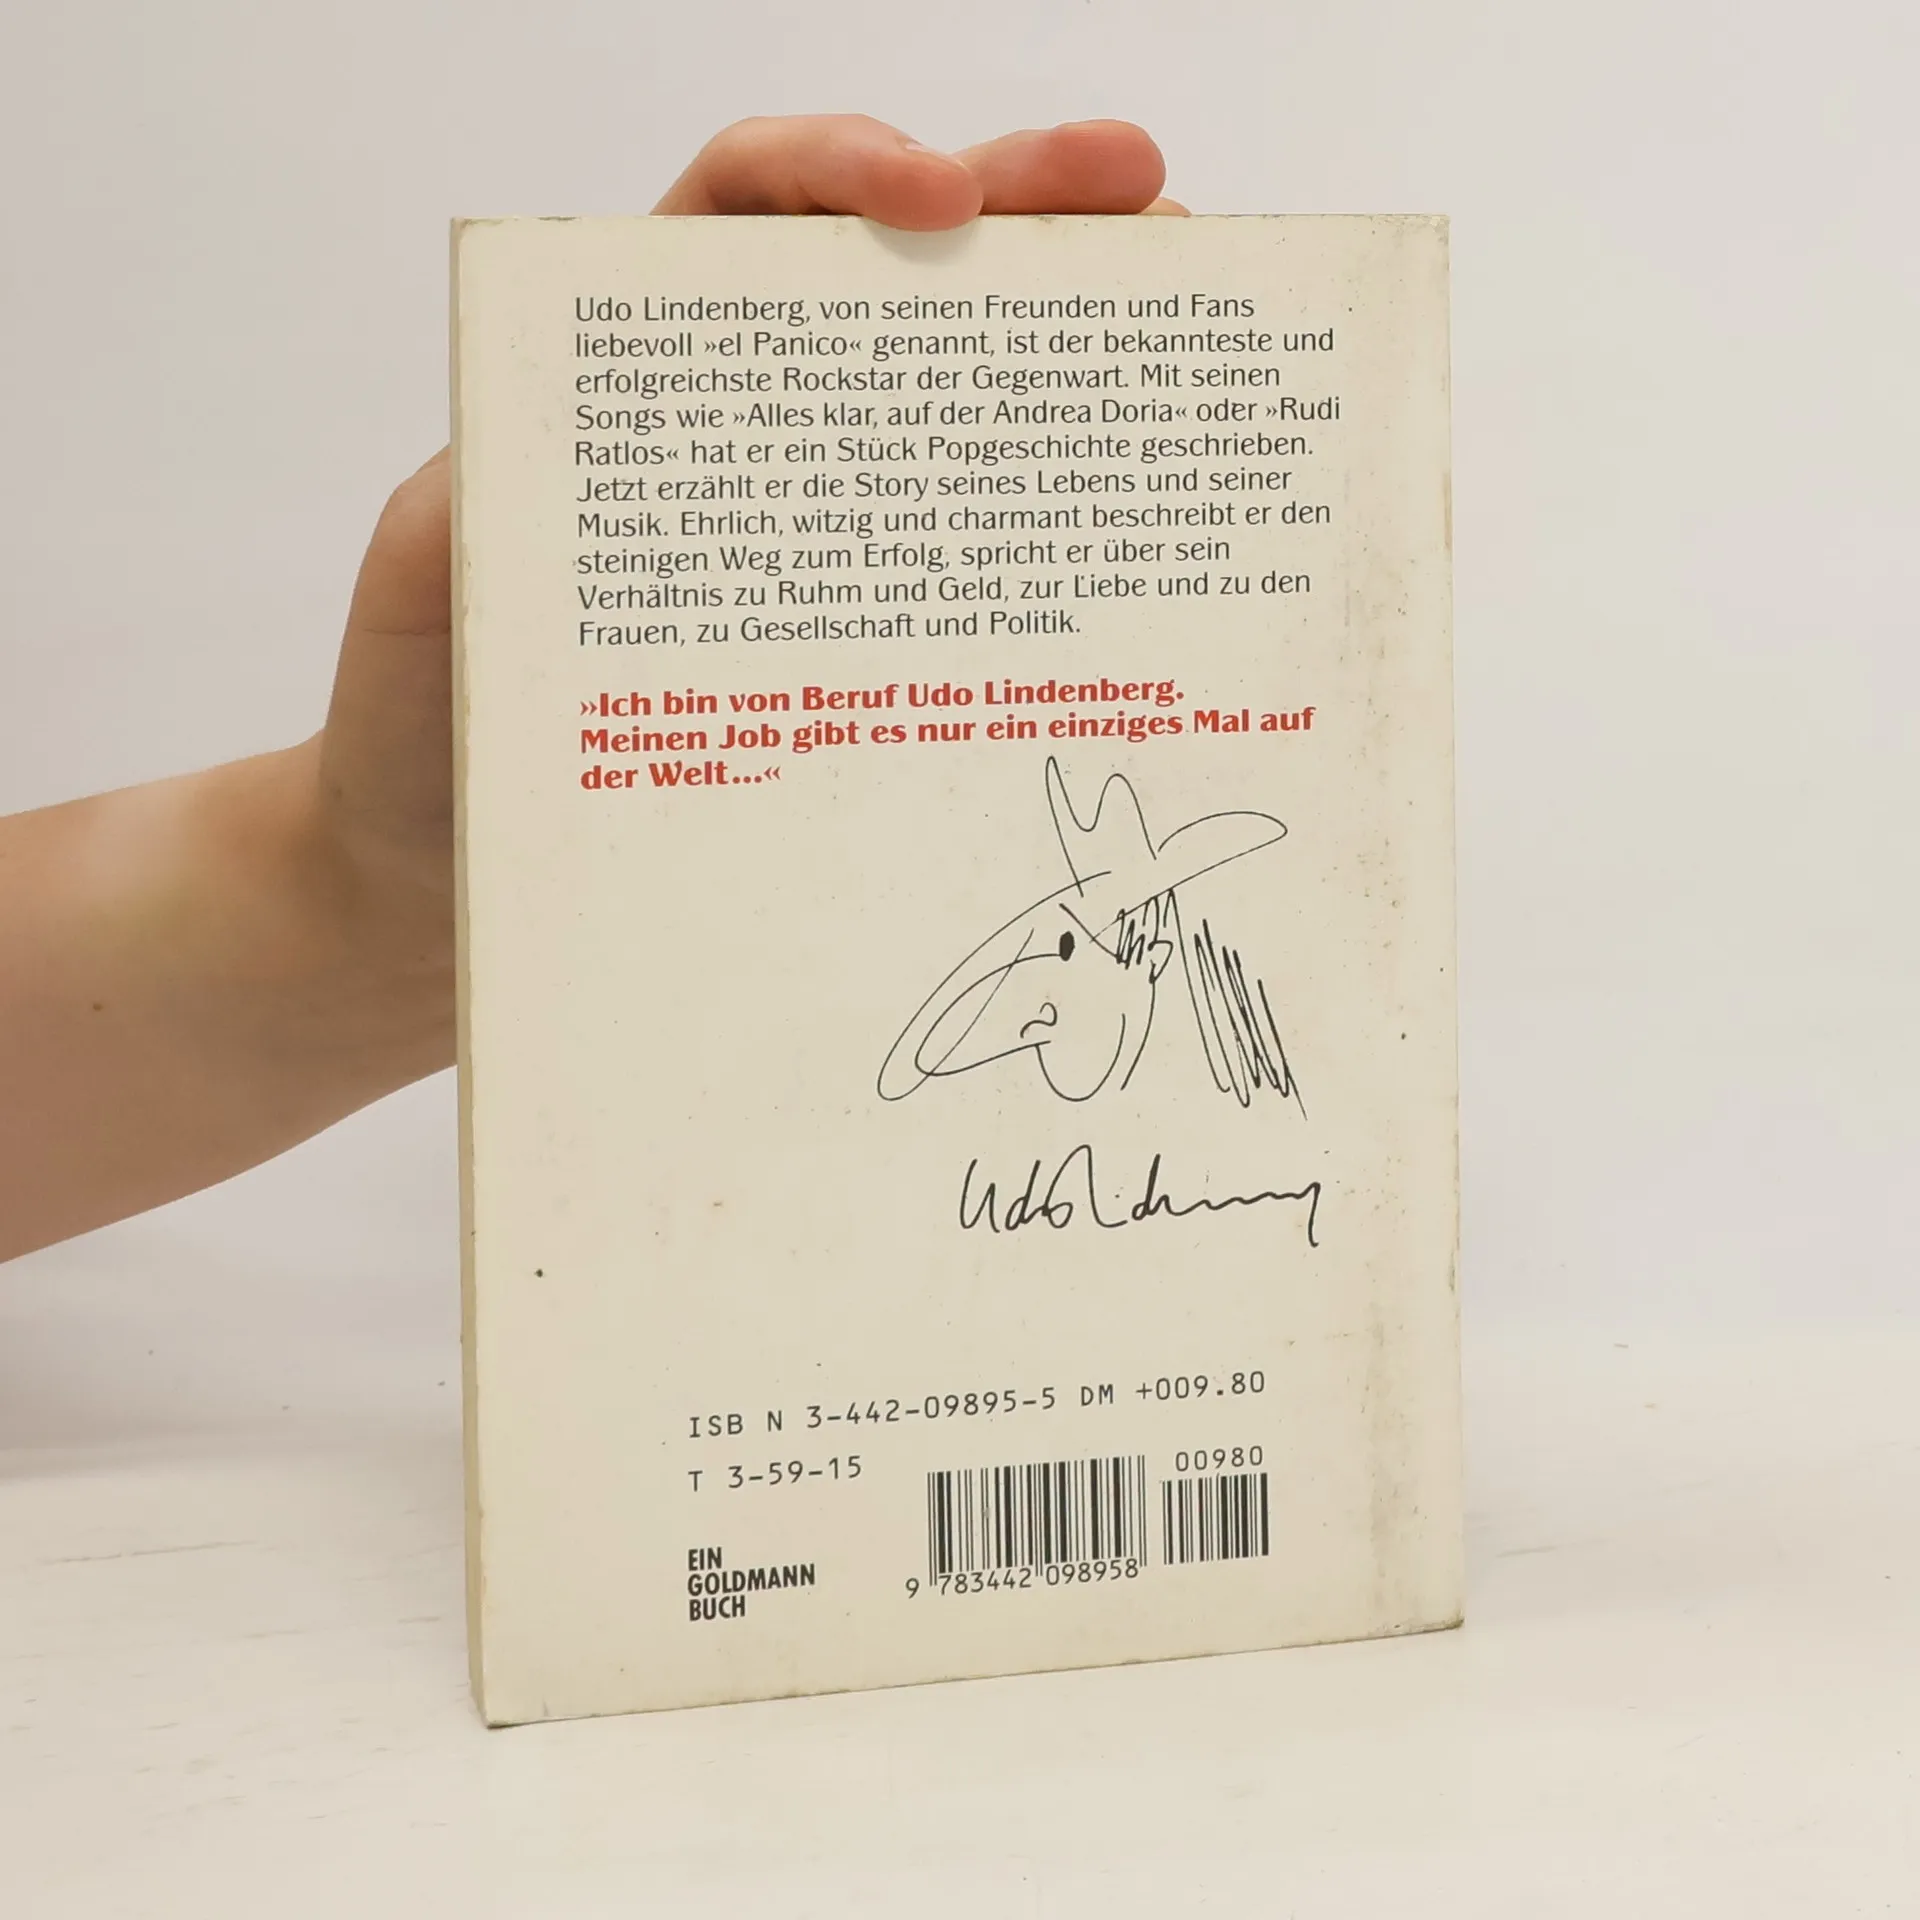 Udo Lindenberg, von seinen Freunden und Fans
liebevoll »el Panico« genannt, ist der bekannteste und
erfolgreichste Rockstar der Gegenwart. Mit seinen
Songs wie »Alles klar, auf der Andrea Doria« oder »Rudi
Ratlos« hat er ein Stück Popgeschichte geschrieben.
Jetzt erzählt er die Story seines Lebens und seiner
Musik. Ehrlich, witzig und charmant beschreibt er den
steinigen Weg zum Erfolg, spricht er über sein
Verhältnis zu Ruhm und Geld, zur Liebe und zu den
Frauen, zu Gesellschaft und Politik.
»Ich bin von Beruf Udo Lindenberg.
Meinen Job gibt es nur ein einziges Mal auf
der Welt...«
Udo Lindenberg
ISB N 3-442-09895-5 DM +009.80
T 3-59-15
00980
EIN
GOLDMANN
BUCH
9 783442 098958